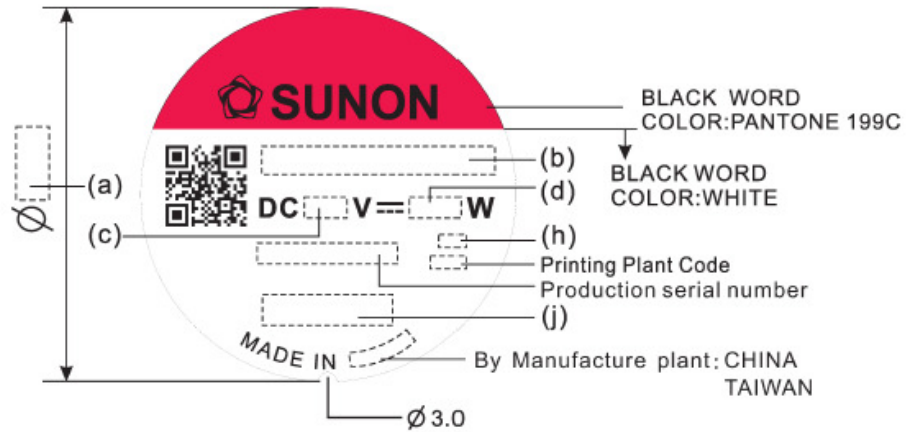 SUNON
BLACK WORD
COLOR:PANTONE 199C
(a)
(b)
BLACK WORD
COLOR:WHITE
(d)
DC V W
(c)
(h)
Printing Plant Code
Production serial number
(j)
MADE IN
By Manufacture plant: CHINA
TAIWAN
Ø
Ø 3.0